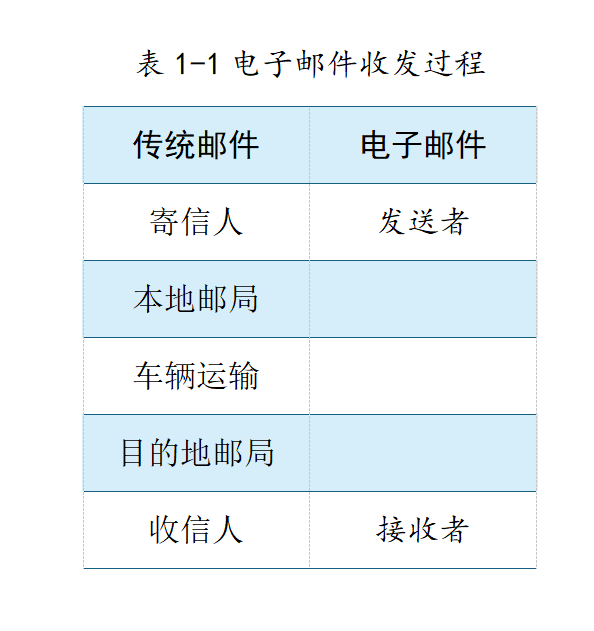 表 1-1 电子邮件收发过程
传统邮件 电子邮件
寄信人 发送者
本地邮局
车辆运输
目的地邮局
收信人 接收者